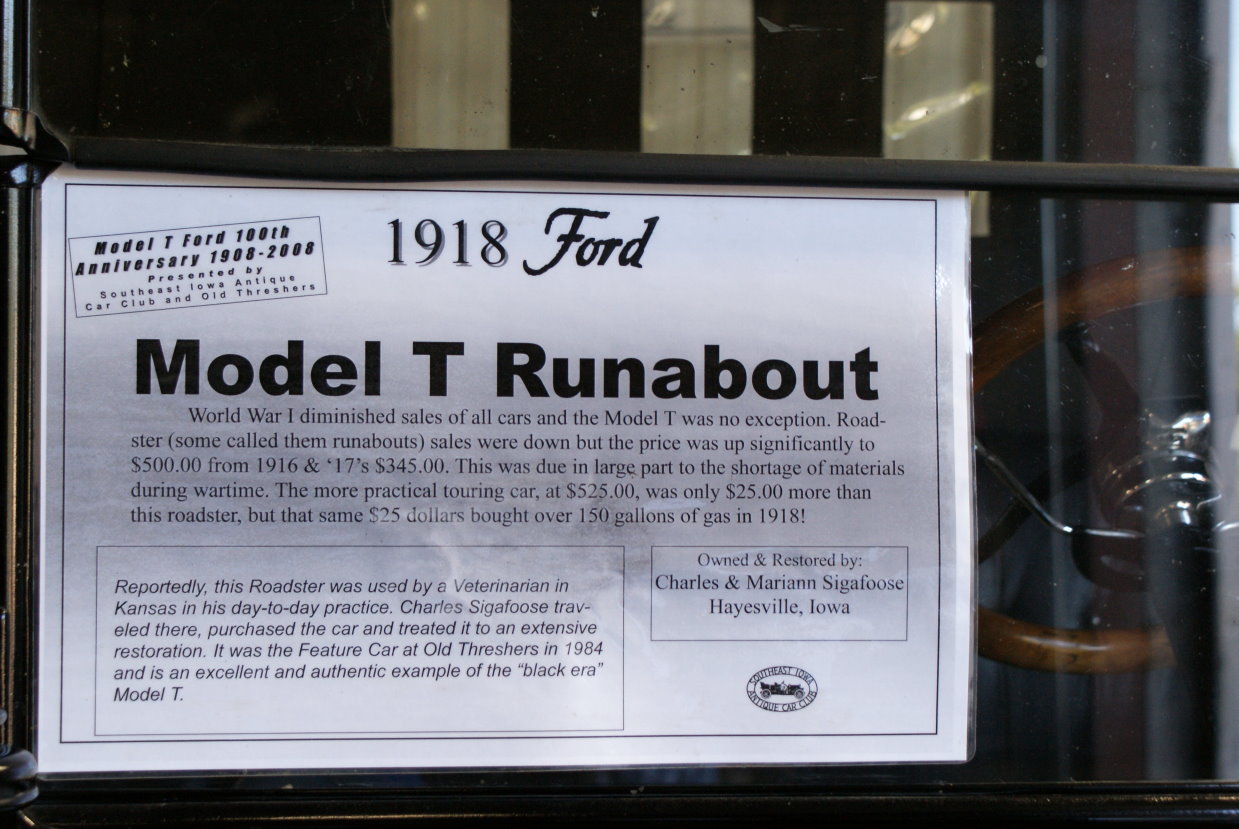 Model T Ford 100th
Anniversary 1908-2008
Presented by
Southeast Iowa Antique
Car Club and Old Threshers
1918 Ford
Model T Runabout
World War I diminished sales of all cars and the Model T was no exception. Road-
ster (some called them runabouts) sales were down but the price was up significantly to
$500.00 from 1916 & ‘17’s $345.00. This was due in large part to the shortage of materials
during wartime. The more practical touring car, at $525.00, was only $25.00 more than
this roadster, but that same $25 dollars bought over 150 gallons of gas in 1918!
Reportedly, this Roadster was used by a Veterinarian in
Kansas in his day-to-day practice. Charles Sigafoose trav-
eled there, purchased the car and treated it to an extensive
restoration. It was the Feature Car at Old Threshers in 1984
and is an excellent and authentic example of the “black era”
Model T.
Owned & Restored by:
Charles & Mariann Sigafoose
Hayesville, Iowa
SOUTHEAST IOWA
ANTIQUE CAR CLUB